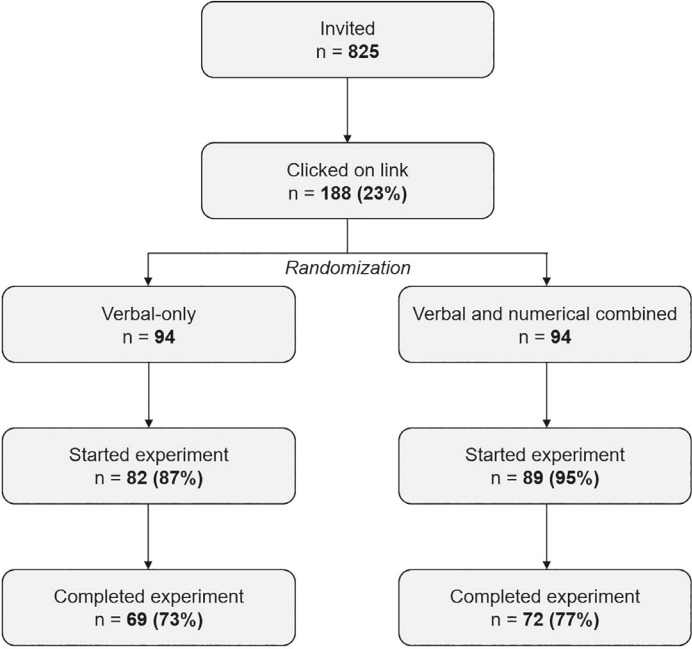 Invited
n = 825
Clicked on link
n = 188 (23%)
Randomization
Verbal-only
n = 94
Verbal and numerical combined
n = 94
Started experiment
n = 82 (87%)
Started experiment
n = 89 (95%)
Completed experiment
n = 69 (73%)
Completed experiment
n = 72 (77%)